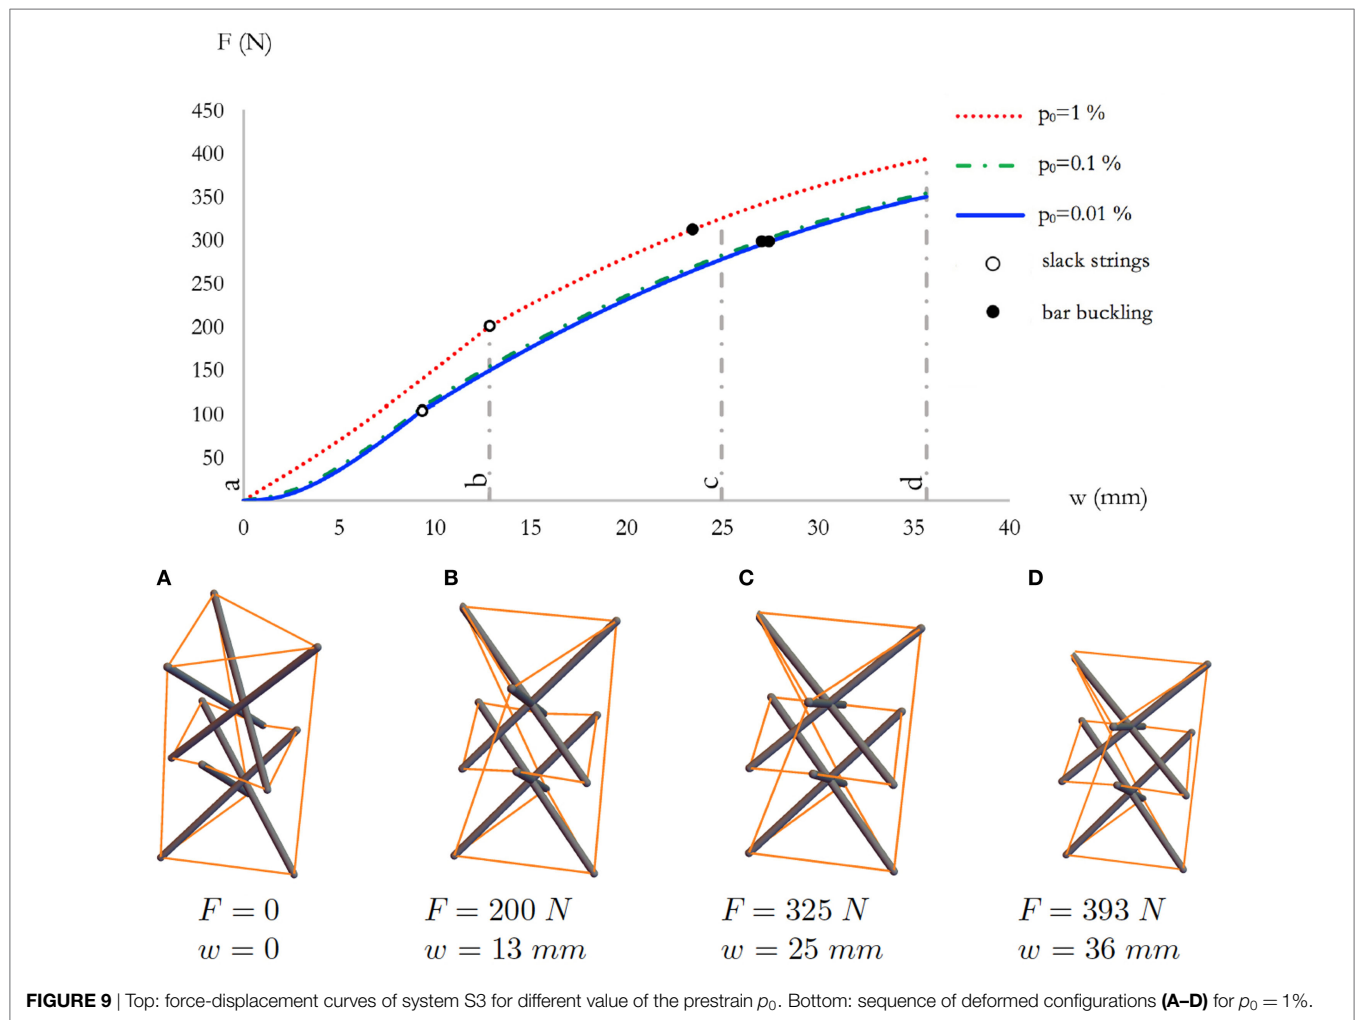 F (N)
450
400
350
300
250
200
150
100
50
a
b
c
d
0 5 10 15 20 25 30 35 40
w (mm)
p₀=1 %
p₀=0.1 %
p₀=0.01 %
slack strings
bar buckling
A B C D
F = 0 F = 200 N F = 325 N F = 393 N
w = 0 w = 13 mm w = 25 mm w = 36 mm
FIGURE 9 | Top: force-displacement curves of system S3 for different value of the prestrain p₀. Bottom: sequence of deformed configurations (A–D) for p₀ = 1%.